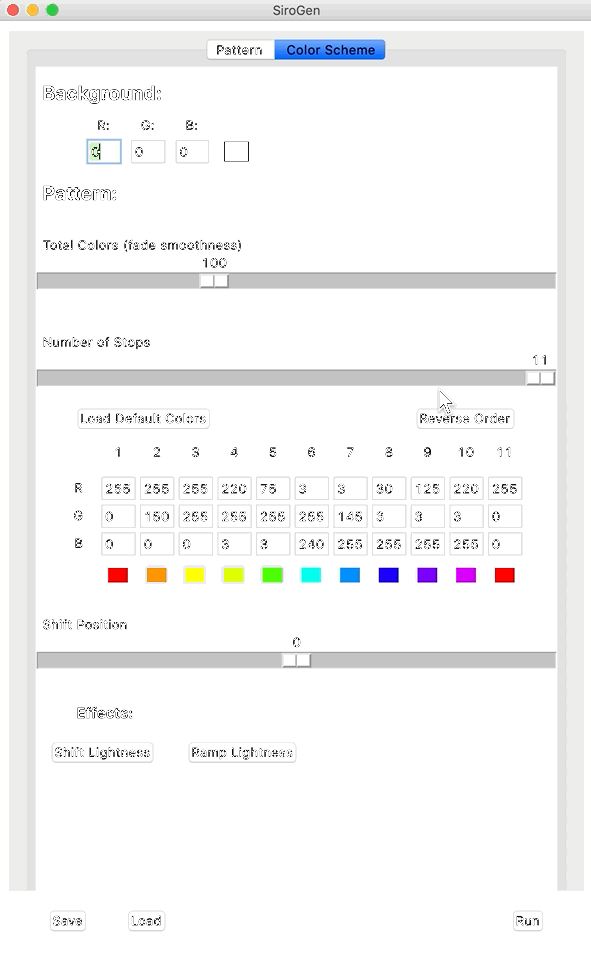 SiroGen
Pattern Color Scheme
Background:
R: G: B:
0 0 0
Pattern:
Total Colors (fade smoothness)
100
Number of Stops
11
Load Default Colors Reverse Order
1 2 3 4 5 6 7 8 9 10 11
R 255 255 255 220 75 3 3 30 125 220 255
G 0 150 255 255 255 255 145 3 3 3 0
B 0 0 0 3 3 240 255 255 255 255 0
Shift Position
0
Effects:
Shift Lightness Ramp Lightness
Save Load Run